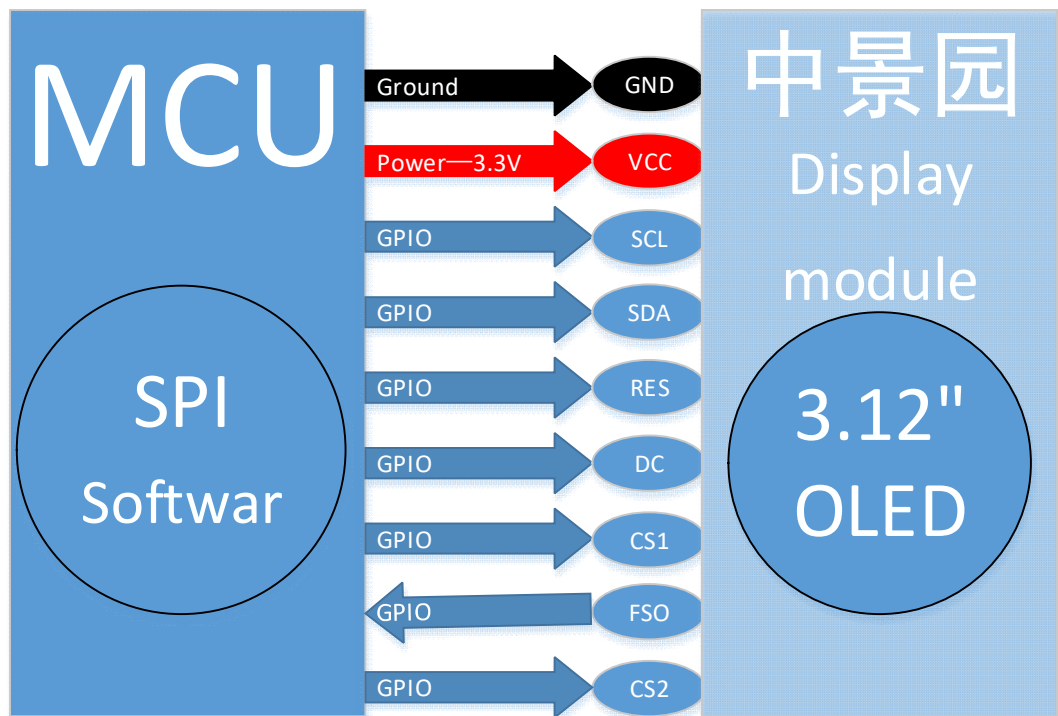 MCU
SPI
Softwar
Ground
GND
Power—3.3V
VCC
GPIO
SCL
GPIO
SDA
GPIO
RES
GPIO
DC
GPIO
CS1
GPIO
FSO
GPIO
CS2
中景园
Display
module
3.12"
OLED